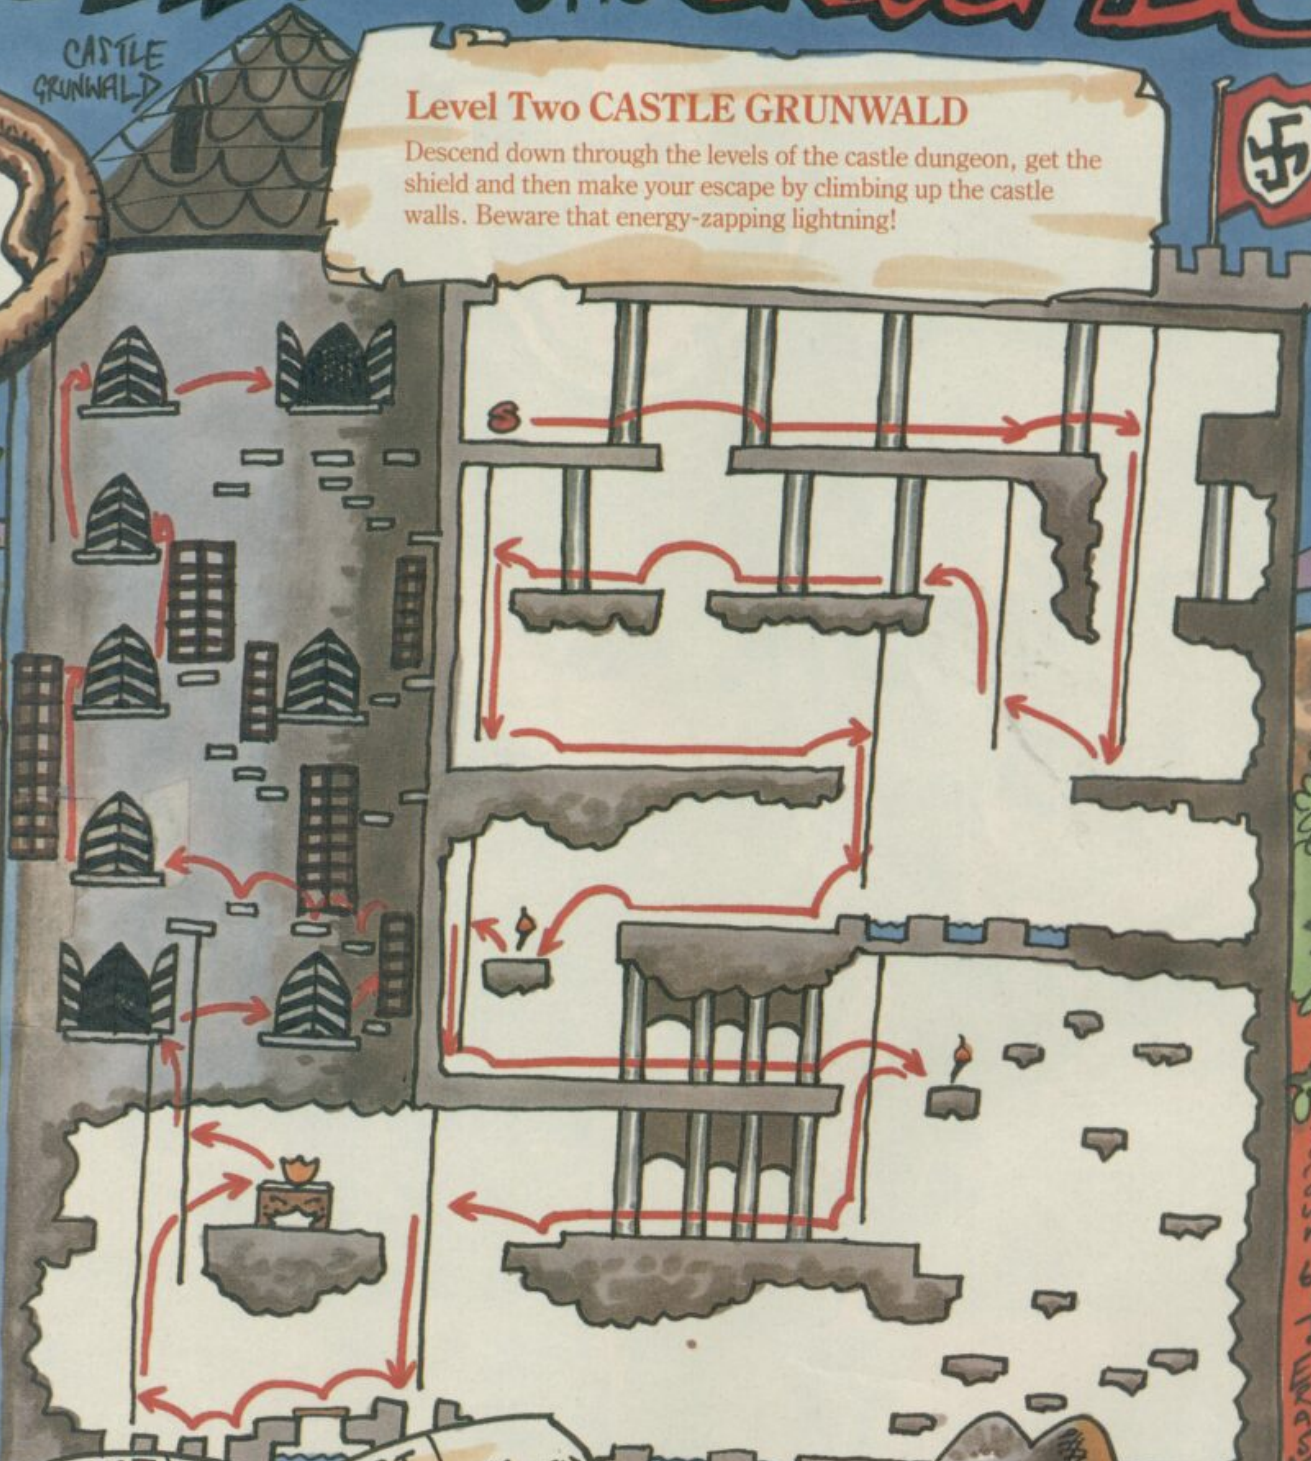 CASTLE
GRUNWALD
Level Two CASTLE GRUNWALD
Descend down through the levels of the castle dungeon, get the
shield and then make your escape by climbing up the castle
walls. Beware that energy-zapping lightning!
S